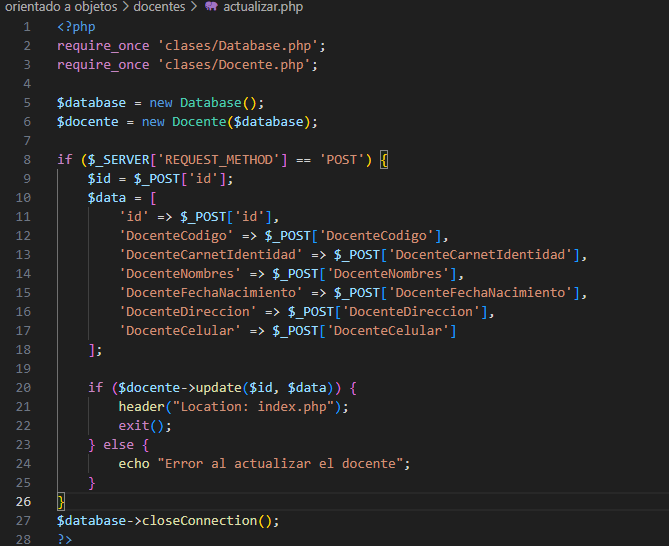 orientado a objetos > docentes > actualizar.php
1 <?php
2 require_once 'clases/Database.php';
3 require_once 'clases/Docente.php';
4
5 $database = new Database();
6 $docente = new Docente($database);
7
8 if ($_SERVER['REQUEST_METHOD'] == 'POST') {
9     $id = $_POST['id'];
10     $data = [
11         'id' => $_POST['id'],
12         'DocenteCodigo' => $_POST['DocenteCodigo'],
13         'DocenteCarnetIdentidad' => $_POST['DocenteCarnetIdentidad'],
14         'DocenteNombres' => $_POST['DocenteNombres'],
15         'DocenteFechaNacimiento' => $_POST['DocenteFechaNacimiento'],
16         'DocenteDireccion' => $_POST['DocenteDireccion'],
17         'DocenteCelular' => $_POST['DocenteCelular']
18     ];
19
20     if ($docente->update($id, $data)) {
21         header("Location: index.php");
22         exit();
23     } else {
24         echo "Error al actualizar el docente";
25     }
26 }
27 $database->closeConnection();
28 ?>